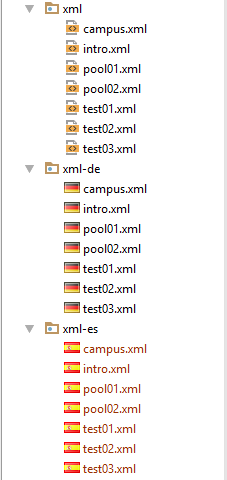 xml
campus.xml
intro.xml
pool01.xml
pool02.xml
test01.xml
test02.xml
test03.xml
xml-de
campus.xml
intro.xml
pool01.xml
pool02.xml
test01.xml
test02.xml
test03.xml
xml-es
campus.xml
intro.xml
pool01.xml
pool02.xml
test01.xml
test02.xml
test03.xml